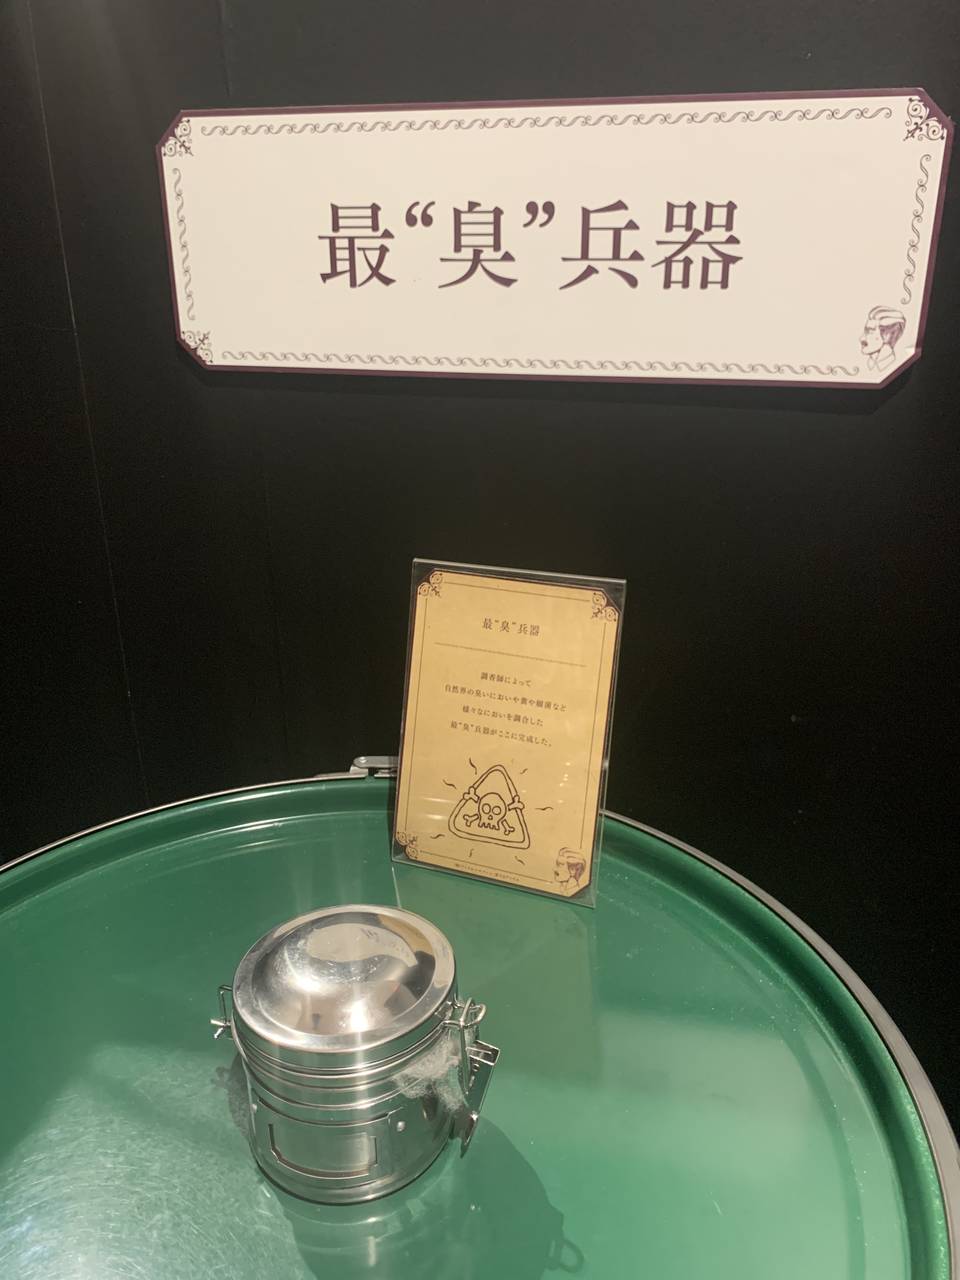 最“臭”兵器
最“臭”兵器
調香師によって
自然界の臭いにおいや糞や細菌など
様々なにおいを調合した
最“臭”兵器がここに完成した。